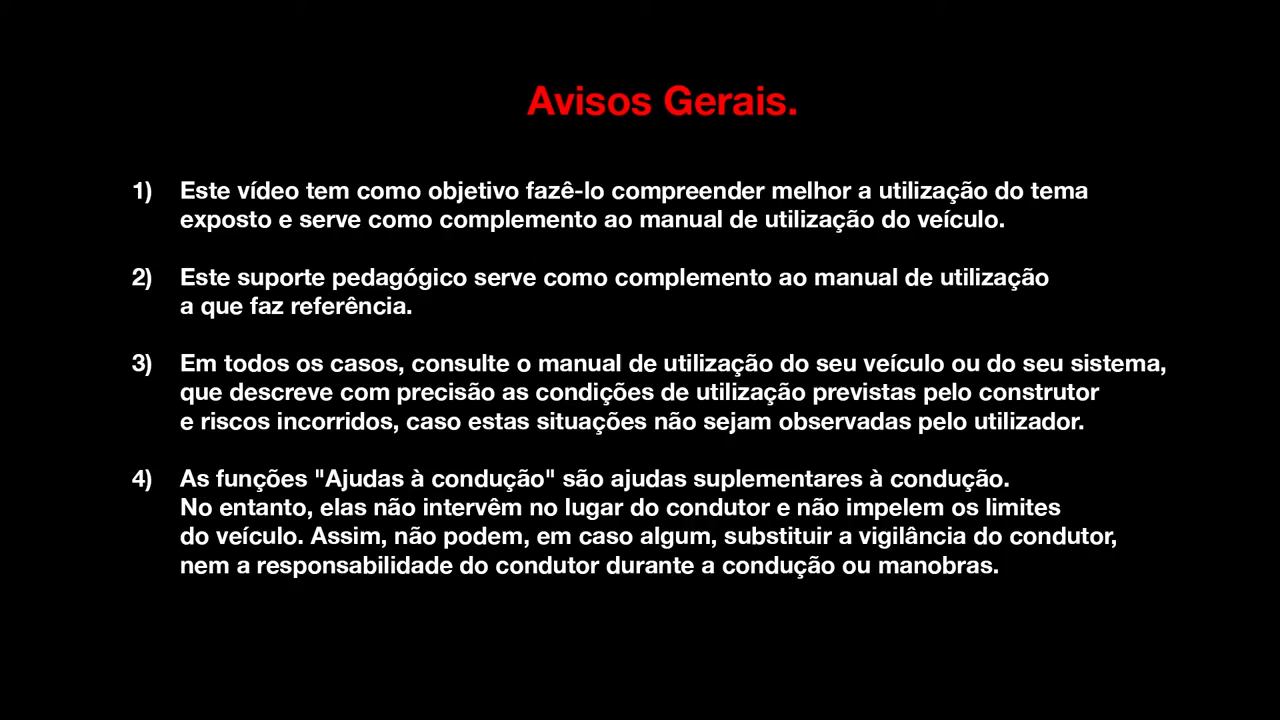 Avisos Gerais.
1) Este vídeo tem como objetivo fazê-lo compreender melhor a utilização do tema
exposto e serve como complemento ao manual de utilização do veículo.
2) Este suporte pedagógico serve como complemento ao manual de utilização
a que faz referência.
3) Em todos os casos, consulte o manual de utilização do seu veículo ou do seu sistema,
que descreve com precisão as condições de utilização previstas pelo construtor
e riscos incorridos, caso estas situações não sejam observadas pelo utilizador.
4) As funções "Ajudas à condução" são ajudas suplementares à condução.
No entanto, elas não intervêm no lugar do condutor e não impelem os limites
do veículo. Assim, não podem, em caso algum, substituir a vigilância do condutor,
nem a responsabilidade do condutor durante a condução ou manobras.